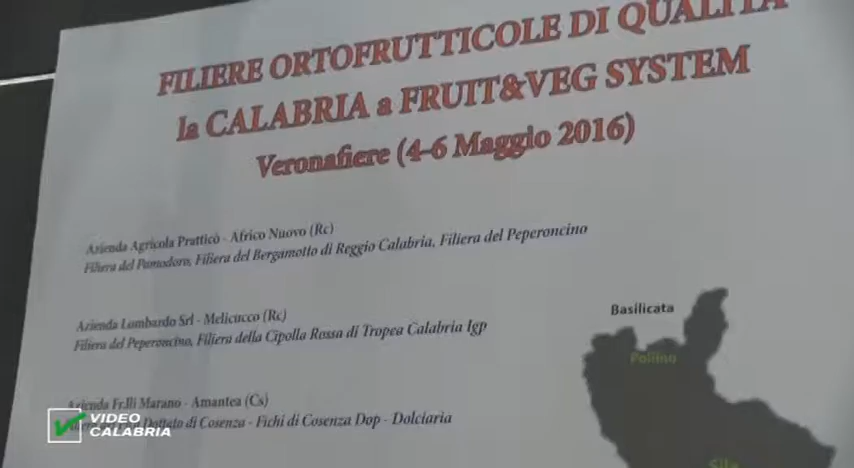 FILIERE ORTOFRUTTICOLE DI QUALITA
la CALABRIA a FRUIT&VEG SYSTEM
Veronafiere (4-6 Maggio 2016)
Azienda Agricola Pratticò - Africo Nuovo (Rc)
Filiera del Pomodoro, Filiera del Bergamotto di Reggio Calabria, Filiera del Peperoncino
Azienda Lombardo Srl - Melicucco (Rc)
Filiera del Peperoncino, Filiera della Cipolla Rossa di Tropea Calabria Igp
Azienda Fr.lli Marano - Amantea (Cs)
Dottato di Cosenza - Fichi di Cosenza Dop - Dolciaria
Basilicata
Pollino
Sila
VIDEO
CALABRIA